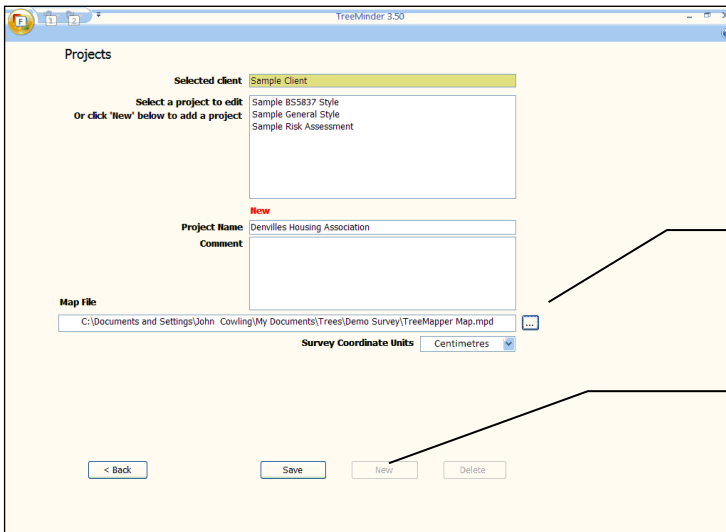 TreeMinder 3.50
F
1 2
Projects
Selected client Sample Client
Select a project to edit
Or click 'New' below to add a project
Sample BS5837 Style
Sample General Style
Sample Risk Assessment
New
Project Name Denvilles Housing Association
Comment
Map File
C:\Documents and Settings\John Cowling\My Documents\Trees\Demo Survey\TreeMapper Map.mpd ...
Survey Coordinate Units Centimetres
< Back Save New Delete